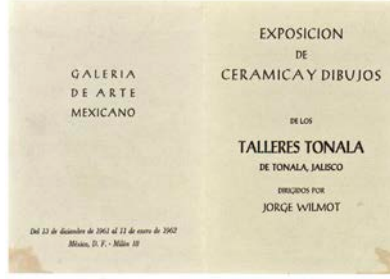 GALERIA
DE ARTE
MEXICANO
Del 13 de diciembre de 1961 al 12 de enero de 1962
México, D. F. - Milán 18
EXPOSICION
DE
CERAMICA Y DIBUJOS
DE LOS
TALLERES TONALA
DE TONALA, JALISCO
DIRIGIDOS POR
JORGE WILMOT